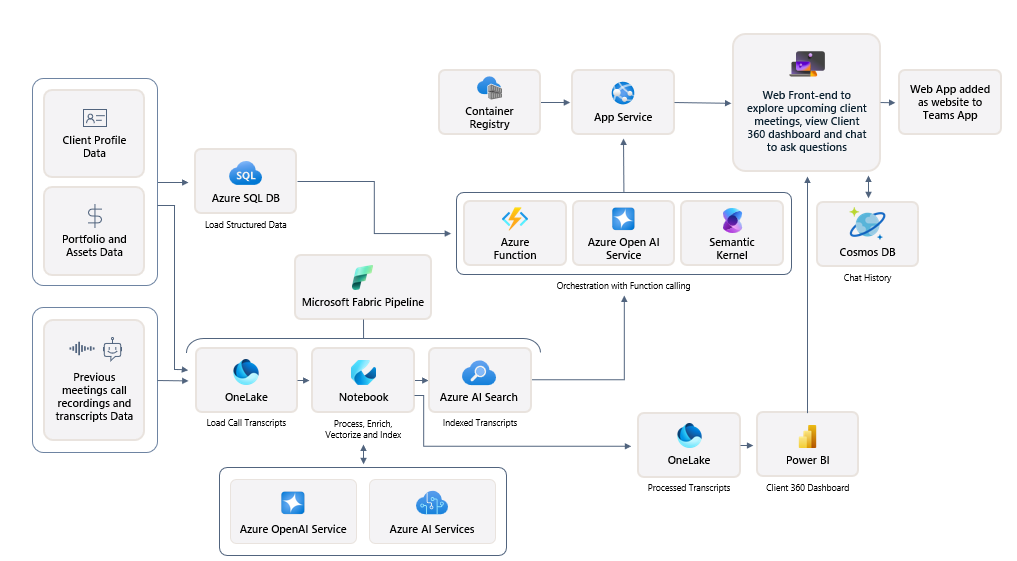 Client Profile
Data
Portfolio and
Assets Data
Previous
meetings call
recordings and
transcripts Data
SQL
Azure SQL DB
Load Structured Data
Microsoft Fabric Pipeline
OneLake
Load Call Transcripts
Notebook
Process, Enrich,
Vectorize and Index
Azure AI Search
Indexed Transcripts
Azure OpenAI Service
Azure AI Services
Container
Registry
App Service
Azure
Function
Azure Open AI
Service
Semantic
Kernel
Orchestration with Function calling
Web Front-end to
explore upcoming client
meetings, view Client
360 dashboard and chat
to ask questions
Web App added
as website to
Teams App
Cosmos DB
Chat History
OneLake
Processed Transcripts
Power BI
Client 360 Dashboard